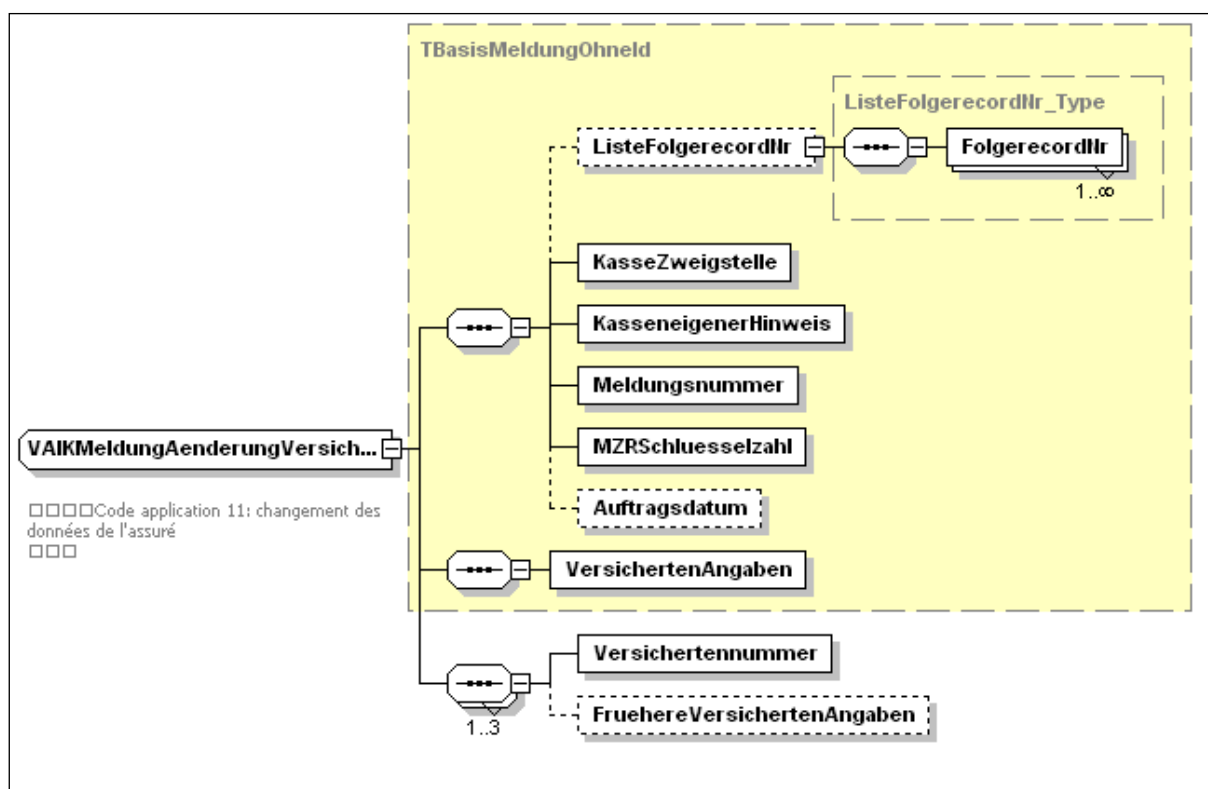 TBasisMeldungOhneId
ListeFolgerecordNr_Type
ListeFolgerecordNr
FolgerecordNr
1..∞
KasseZweigstelle
KasseneigenerHinweis
Meldungsnummer
MZRSchluesselzahl
VAIKMeldungAenderungVersich...
Auftragsdatum
□□□□Code application 11: changement des
données de l'assuré
□□□
VersichertenAngaben
Versichertennummer
FruehereVersichertenAngaben
1..3